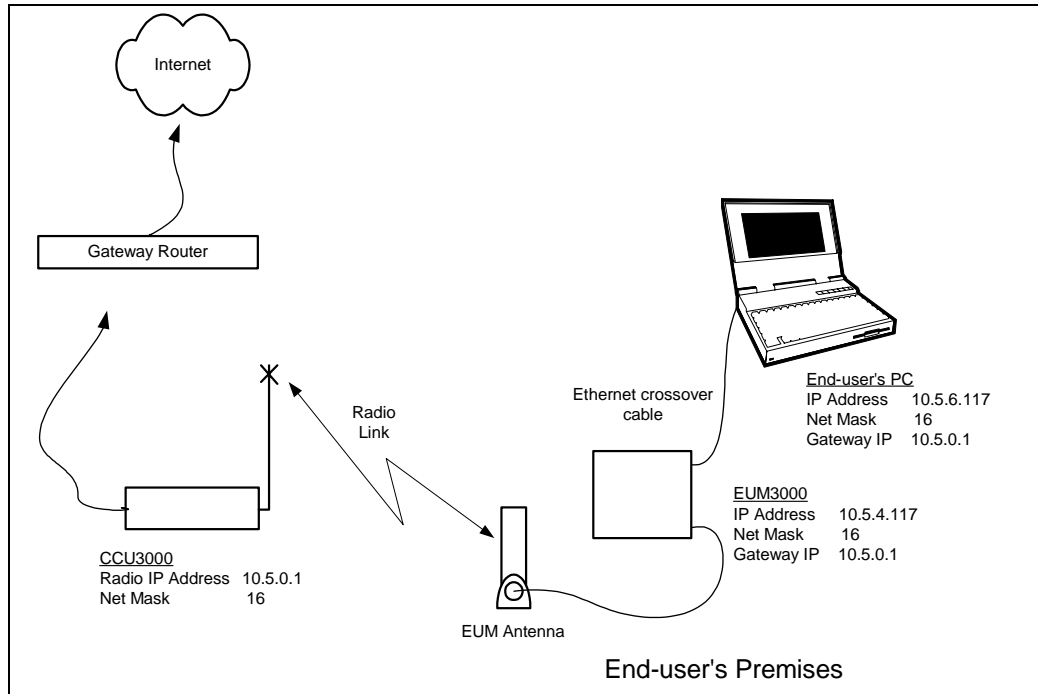 Internet
Gateway Router
Radio
Link
Ethernet crossover
cable
End-user's PC
IP Address 10.5.6.117
Net Mask 16
Gateway IP 10.5.0.1
EUM3000
IP Address 10.5.4.117
Net Mask 16
Gateway IP 10.5.0.1
CCU3000
Radio IP Address 10.5.0.1
Net Mask 16
EUM Antenna
End-user's Premises